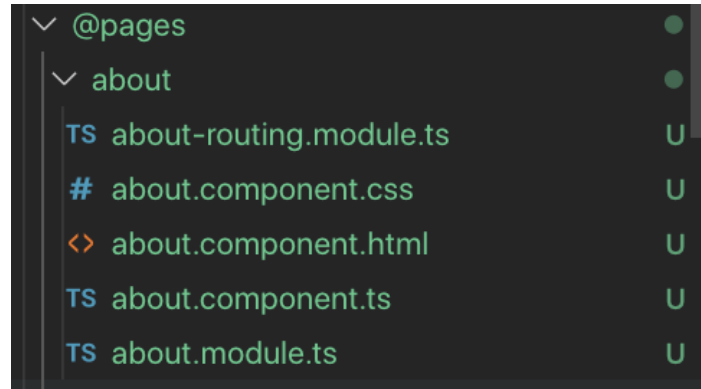 @pages
about
TS about-routing.module.ts U
# about.component.css U
<> about.component.html U
TS about.component.ts U
TS about.module.ts U